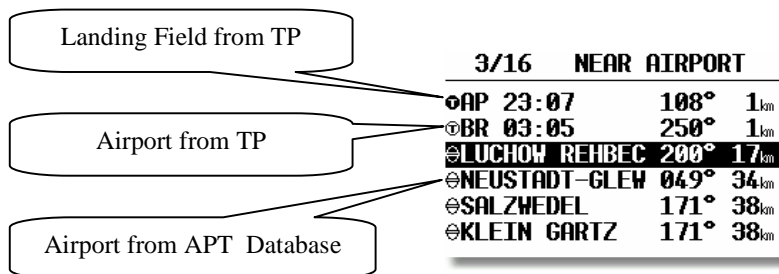 Landing Field from TP
Airport from TP
Airport from APT Database
3/16 NEAR AIRPORT
AP 23:07 108° 1km
BR 03:05 250° 1km
LUCHOW REHBEC 200° 17km
NEUSTADT-GLEW 049° 34km
SALZWEDEL 171° 38km
KLEIN GARTZ 171° 38km